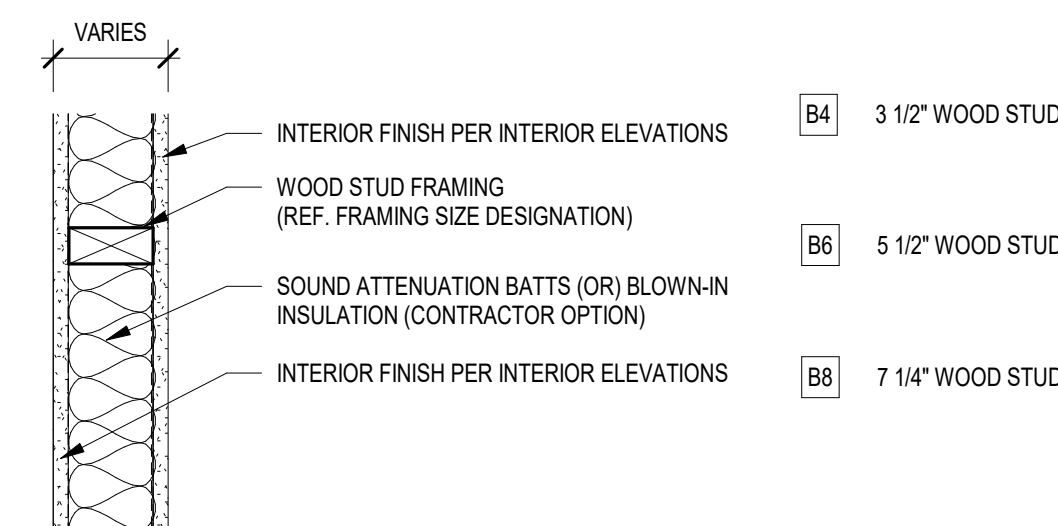 VARIES
INTERIOR FINISH PER INTERIOR ELEVATIONS
WOOD STUD FRAMING
(REF. FRAMING SIZE DESIGNATION)
SOUND ATTENUATION BATTS (OR) BLOWN-IN
INSULATION (CONTRACTOR OPTION)
INTERIOR FINISH PER INTERIOR ELEVATIONS
B4 3 1/2" WOOD STUD
B6 5 1/2" WOOD STUD
B8 7 1/4" WOOD STUD